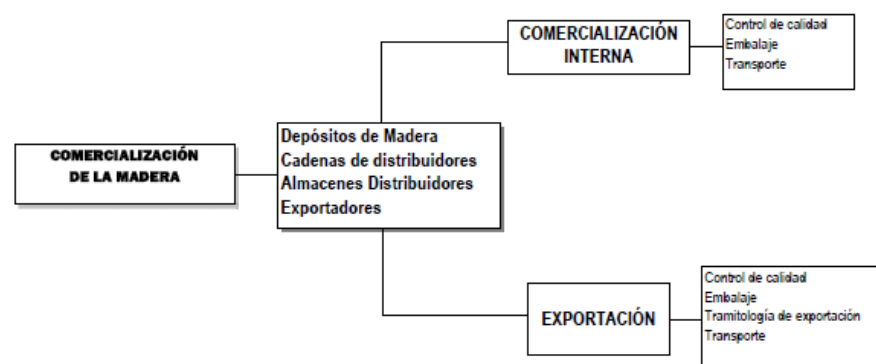 COMERCIALIZACIÓN
DE LA MADERA
Depósitos de Madera
Cadenas de distribuidores
Almacenes Distribuidores
Exportadores
COMERCIALIZACIÓN
INTERNA
Control de calidad
Embalaje
Transporte
EXPORTACIÓN
Control de calidad
Embalaje
Tramitología de exportación
Transporte